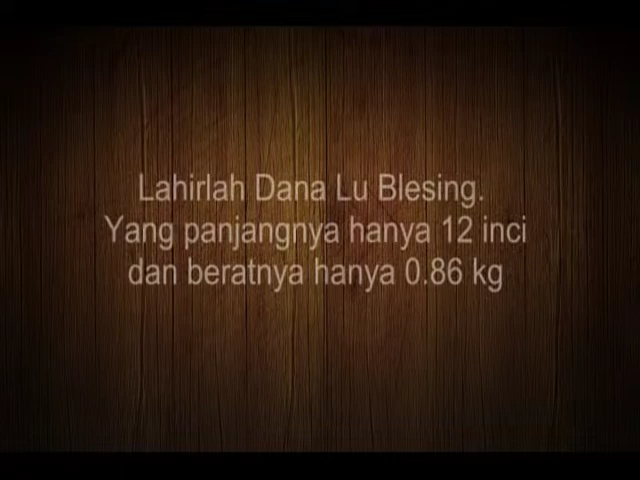 Lahirlah Dana Lu Blesing.
Yang panjangnya hanya 12 inci
dan beratnya hanya 0.86 kg